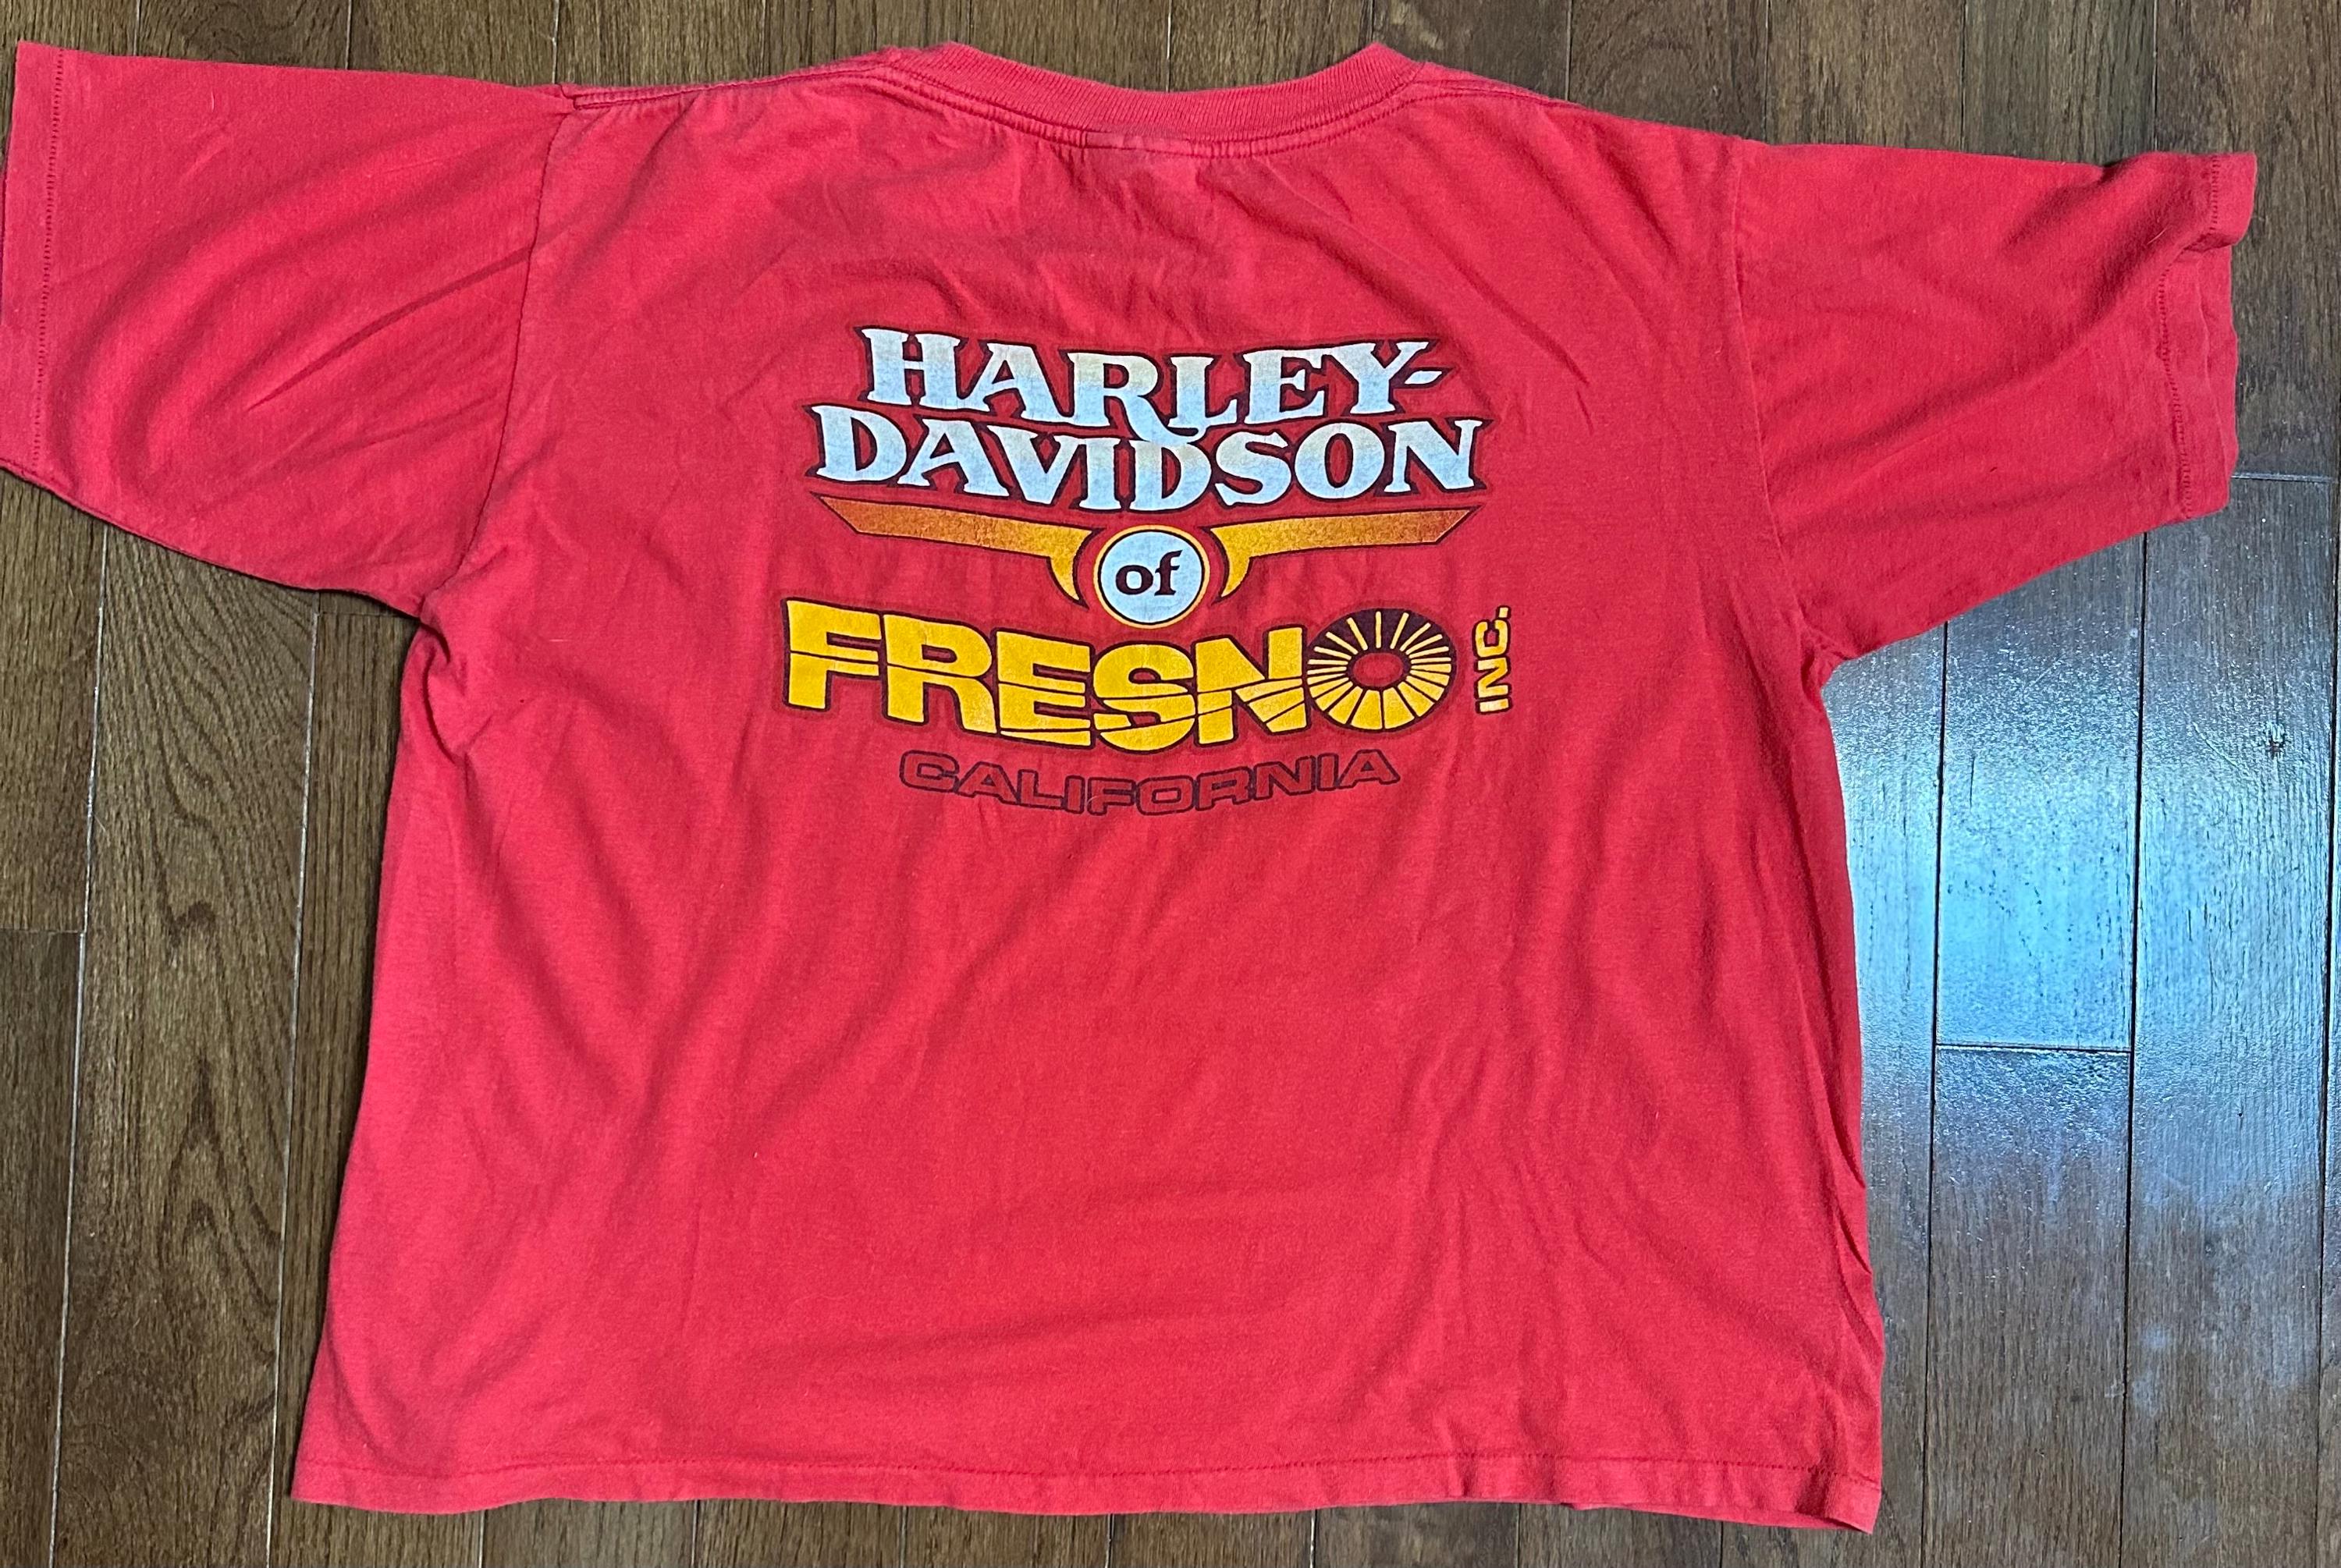 HARLEY-
DAVIDSON
of
FRESNO INC.
CALIFORNIA